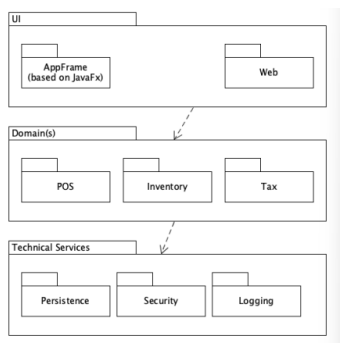 UI
AppFrame
(based on JavaFx)
Web
Domain(s)
POS
Inventory
Tax
Technical Services
Persistence
Security
Logging